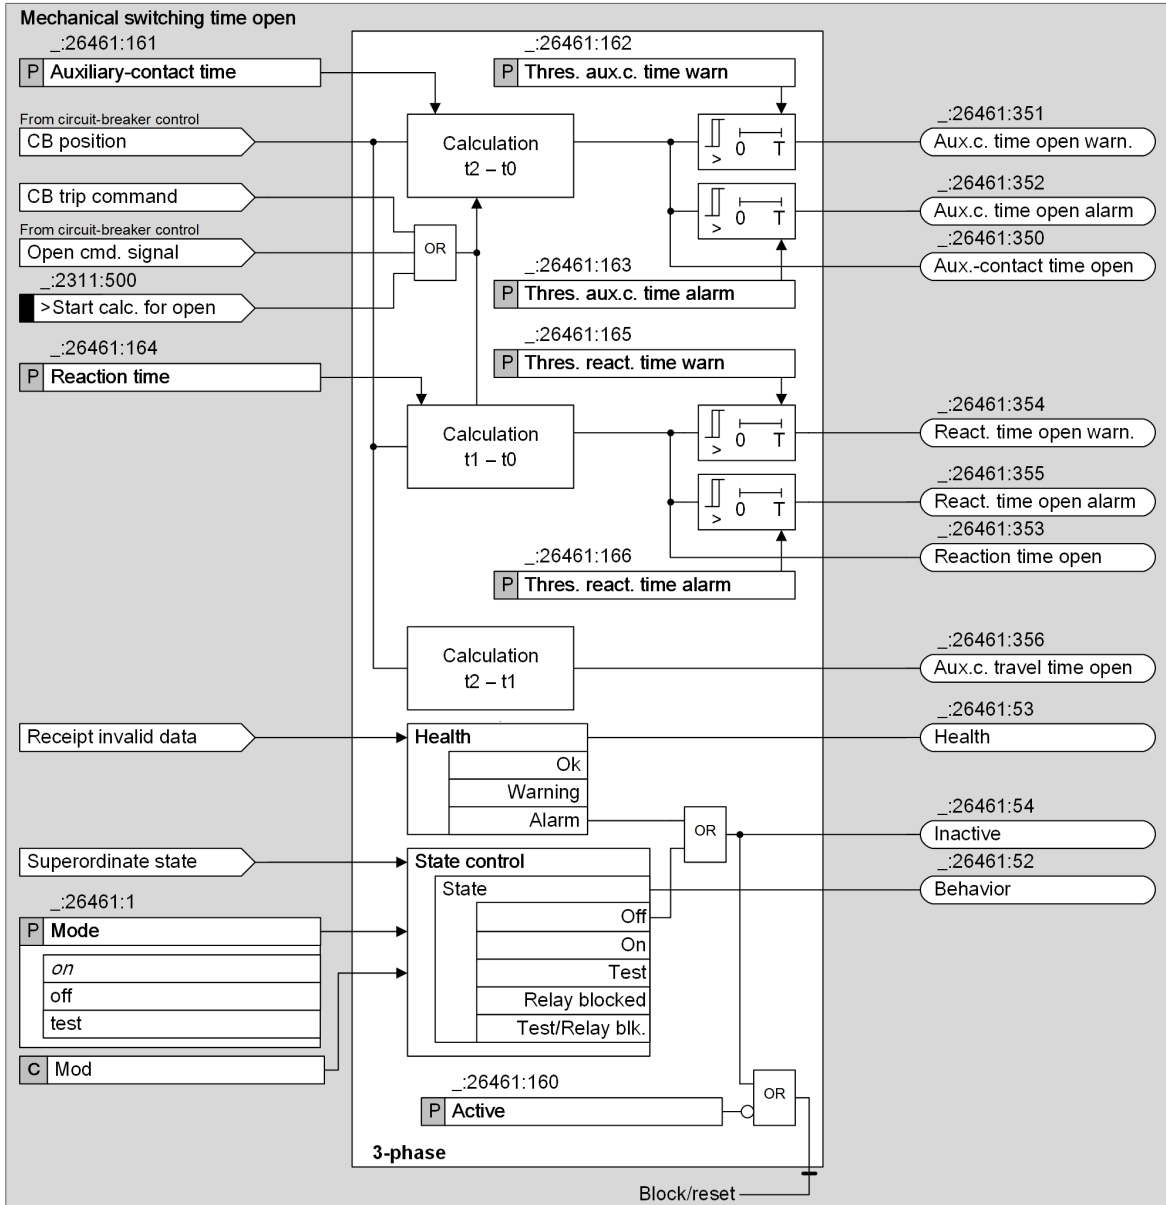 Mechanical switching time open
_:26461:161
P Auxiliary-contact time
_:26461:162
P Thres. aux.c. time warn
From circuit-breaker control
CB position
Calculation
t2 – t0
> 0 T
_:26461:351
Aux.c. time open warn.
CB trip command
> 0 T
_:26461:352
Aux.c. time open alarm
From circuit-breaker control
Open cmd. signal
OR
_:26461:350
Aux.-contact time open
_:2311:500
>Start calc. for open
_:26461:163
P Thres. aux.c. time alarm
_:26461:164
P Reaction time
_:26461:165
P Thres. react. time warn
Calculation
t1 – t0
> 0 T
_:26461:354
React. time open warn.
> 0 T
_:26461:355
React. time open alarm
_:26461:353
Reaction time open
_:26461:166
P Thres. react. time alarm
Calculation
t2 – t1
_:26461:356
Aux.c. travel time open
Receipt invalid data
Health
Ok
Warning
Alarm
_:26461:53
Health
OR
_:26461:54
Inactive
Superordinate state
State control
State
Off
On
Test
Relay blocked
Test/Relay blk.
_:26461:52
Behavior
_:26461:1
P Mode
on
off
test
C Mod
_:26461:160
P Active
OR
3-phase
Block/reset